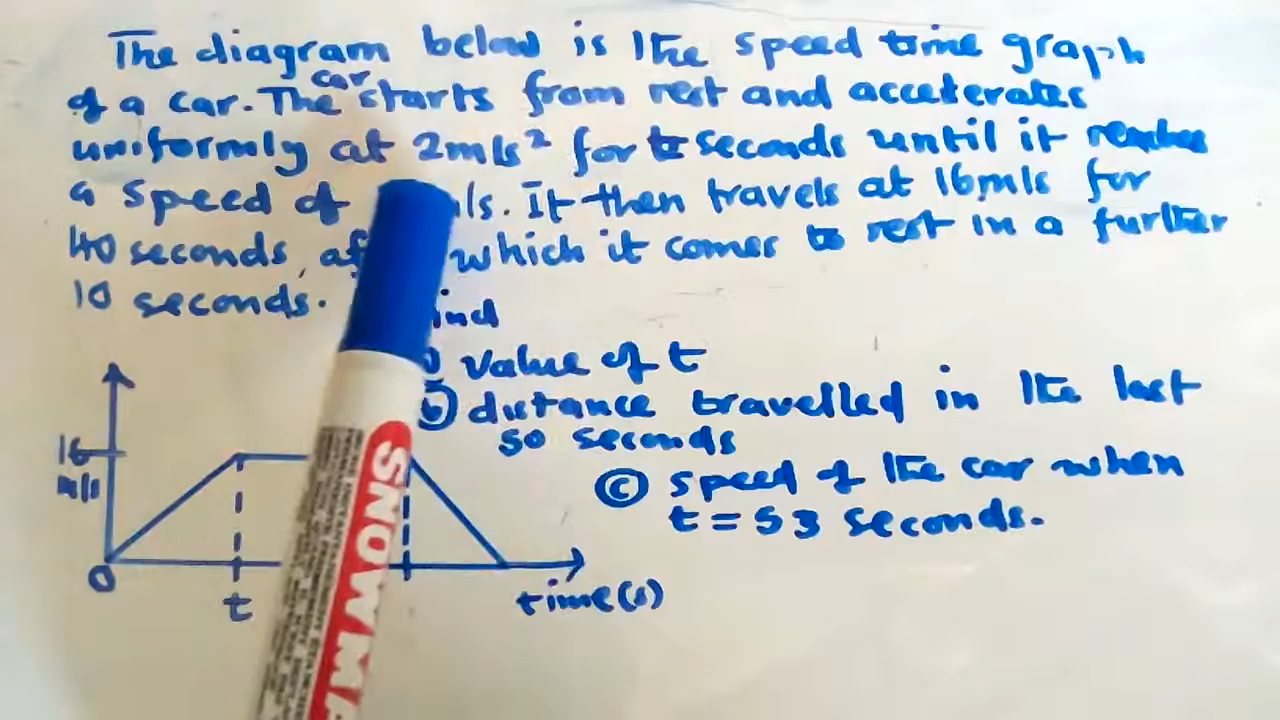 The diagram below is the speed time graph
of a car. The car starts from rest and accelerates
uniformly at 2m/s² for t seconds until it reaches
a speed of m/s. It then travels at 16m/s for
40 seconds, af which it comes to rest in a further
10 seconds. ind
) value of t
b) distance travelled in the last
50 seconds
(c) speed of the car when
t = 53 seconds.
16
m/s
0
t
time(s)
SNOWMA